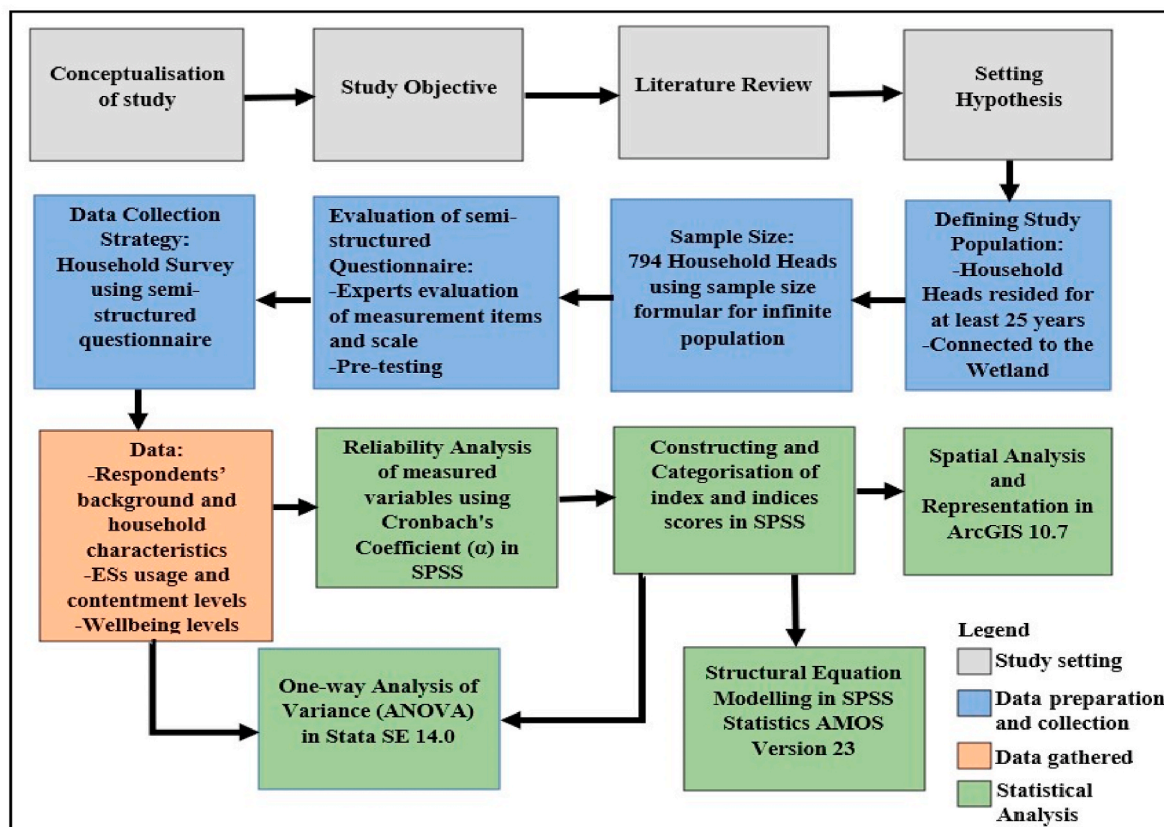 Conceptualisation
of study
Study Objective
Literature Review
Setting
Hypothesis
Data Collection
Strategy:
Household Survey
using semi-
structured
questionnaire
Evaluation of semi-
structured
Questionnaire:
-Experts evaluation
of measurement items
and scale
-Pre-testing
Sample Size:
794 Household Heads
using sample size
formular for infinite
population
Defining Study
Population:
-Household
Heads resided for
at least 25 years
-Connected to the
Wetland
Data:
-Respondents’
background and
household
characteristics
-ESs usage and
contentment levels
-Wellbeing levels
Reliability Analysis
of measured
variables using
Cronbach's
Coefficient (α) in
SPSS
Constructing and
Categorisation of
index and indices
scores in SPSS
Spatial Analysis
and
Representation in
ArcGIS 10.7
One-way Analysis of
Variance (ANOVA)
in Stata SE 14.0
Structural Equation
Modelling in SPSS
Statistics AMOS
Version 23
Legend
Study setting
Data preparation
and collection
Data gathered
Statistical
Analysis